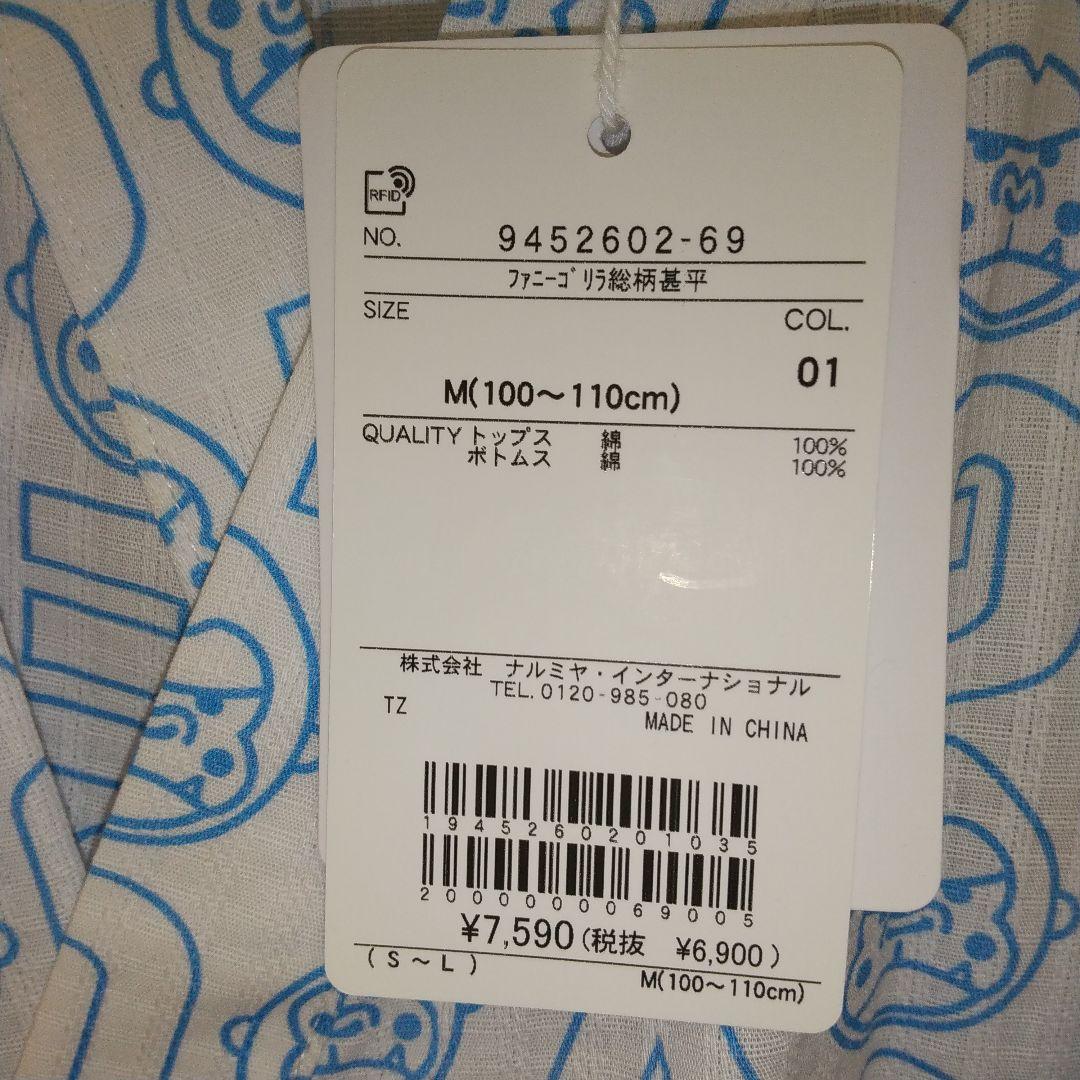 RFID
NO. 9452602-69
ファニーゴリラ総柄甚平
SIZE COL.
01
M(100～110cm)
QUALITY トップス 綿 100%
ボトムス 綿 100%
株式会社 ナルミヤ・インターナショナル
TEL.0120-985-080
TZ
MADE IN CHINA
1945260201035
2000000069005
¥7,590(税抜 ¥6,900)
(S～L)
M(100～110cm)